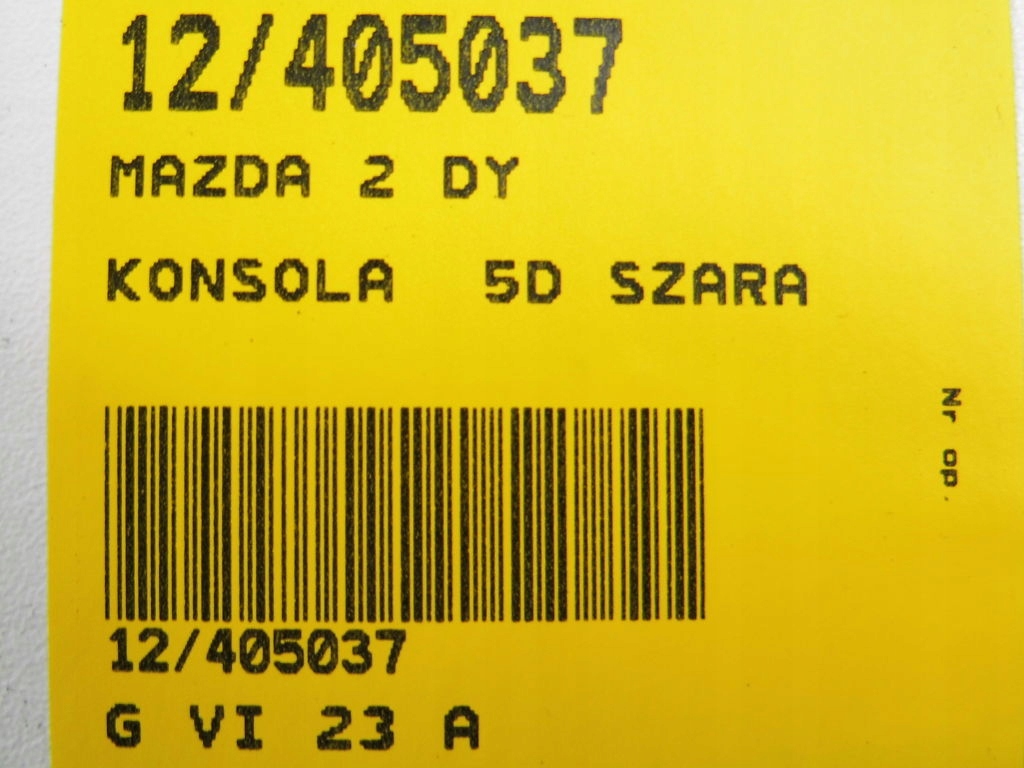 12/405037
MAZDA 2 DY
KONSOLA 5D SZARA
Nr op.
12/405037
G VI 23 A